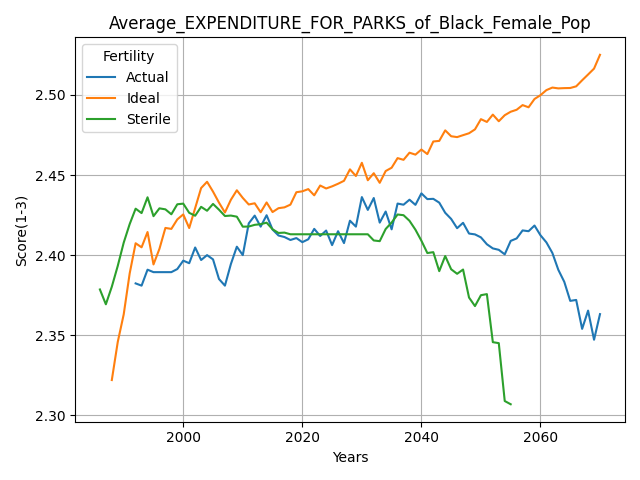 Average_EXPENDITURE_FOR_PARKS_of_Black_Female_Pop
Fertility
Actual
Ideal
Sterile
2.50
2.45
2.40
2.35
2.30
Score(1-3)
2000
2020
2040
2060
Years